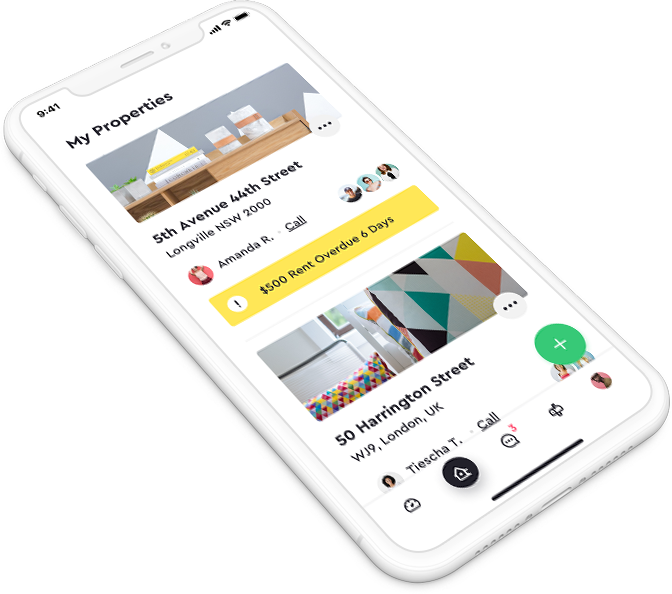 9:41
My Properties
5th Avenue 44th Street
Longville NSW 2000
Amanda R. Call
! $500 Rent Overdue 6 Days
50 Harrington Street
WJ9, London, UK
Tiescha T. Call
3